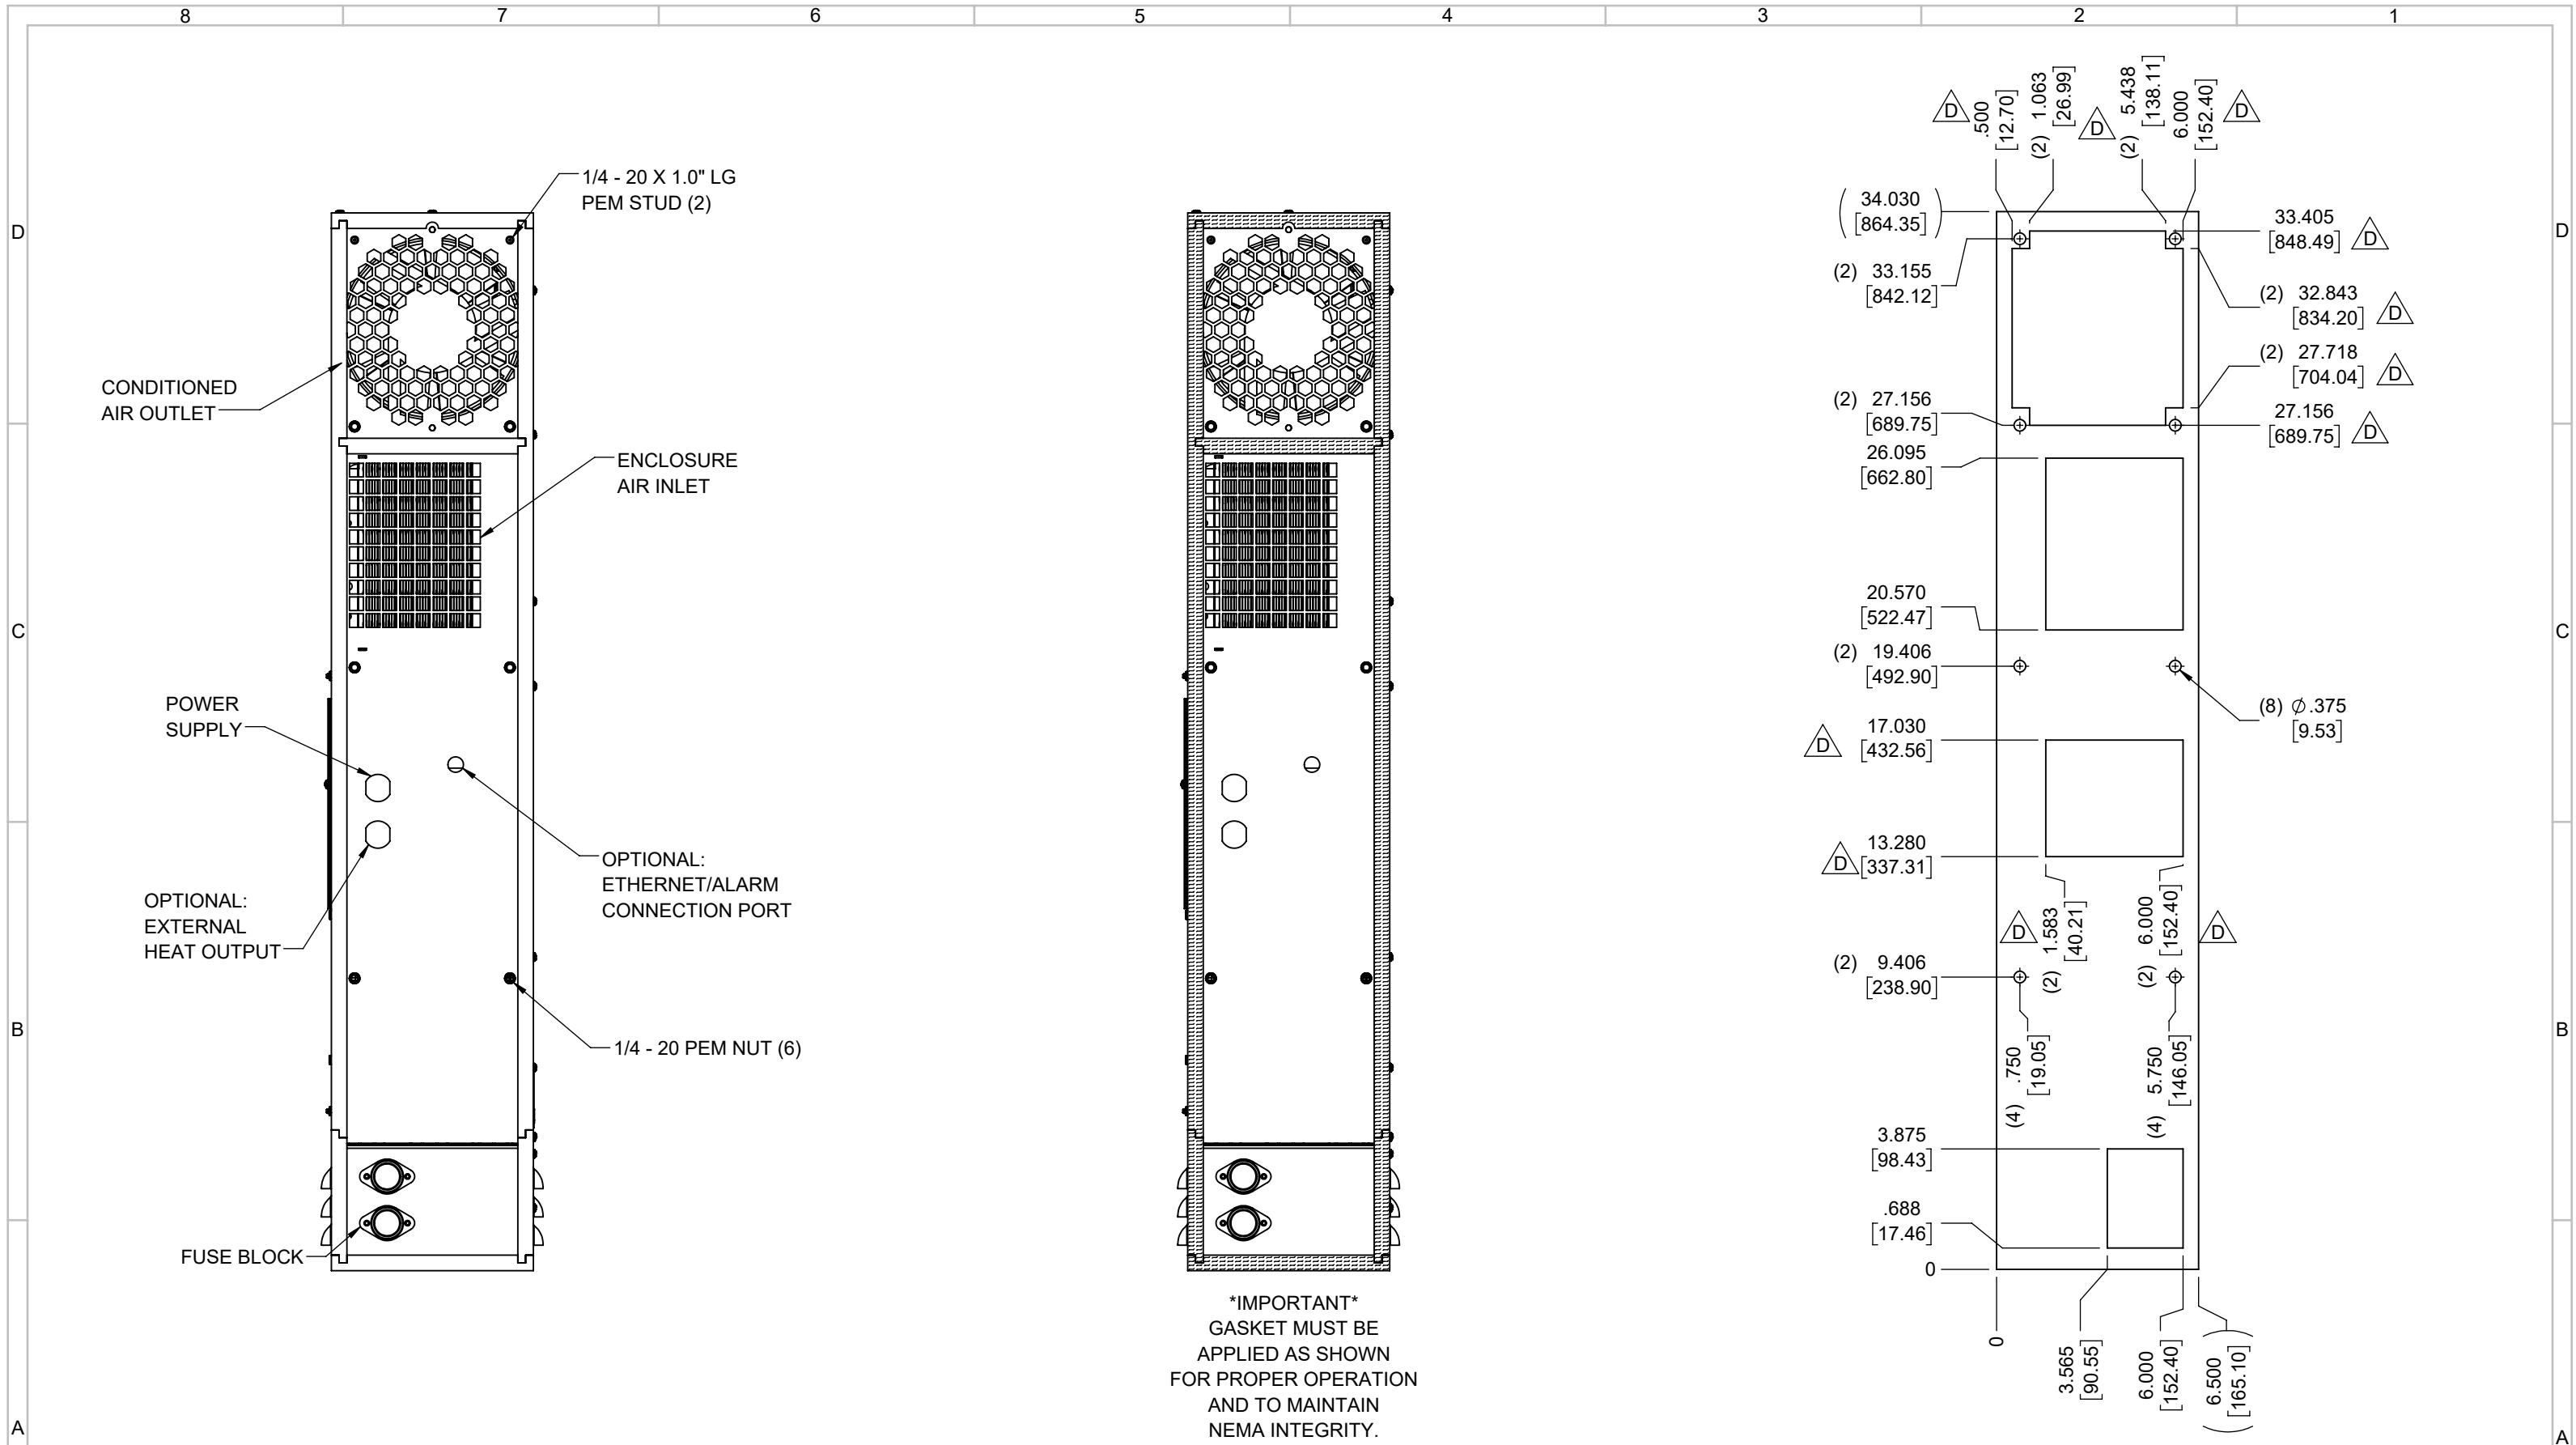 8 7 6 5 4 3 2 1
D
C
B
A
1/4 - 20 X 1.0" LG
PEM STUD (2)
CONDITIONED
AIR OUTLET
ENCLOSURE
AIR INLET
POWER
SUPPLY
OPTIONAL:
EXTERNAL
HEAT OUTPUT
OPTIONAL:
ETHERNET/ALARM
CONNECTION PORT
1/4 - 20 PEM NUT (6)
FUSE BLOCK
*IMPORTANT*
GASKET MUST BE
APPLIED AS SHOWN
FOR PROPER OPERATION
AND TO MAINTAIN
NEMA INTEGRITY.
D
.500
[12.70]
(2) 1.063
[26.99]
D
(2) 5.438
[138.11]
6.000
[152.40]
D
(34.030
[864.35])
(2) 33.155
[842.12]
(2) 27.156
[689.75]
26.095
[662.80]
20.570
[522.47]
(2) 19.406
[492.90]
17.030
D [432.56]
13.280
D [337.31]
(2) 9.406
[238.90]
3.875
[98.43]
.688
[17.46]
0
33.405
[848.49] D
(2) 32.843
[834.20] D
(2) 27.718
[704.04] D
27.156
[689.75] D
(8) Ø.375
[9.53]
D
(2) 1.583
[40.21]
(2) 6.000
[152.40]
D
(4) .750
[19.05]
(4) 5.750
[146.05]
0
3.565
[90.55]
6.000
[152.40]
(6.500
[165.10])
D
C
B
A